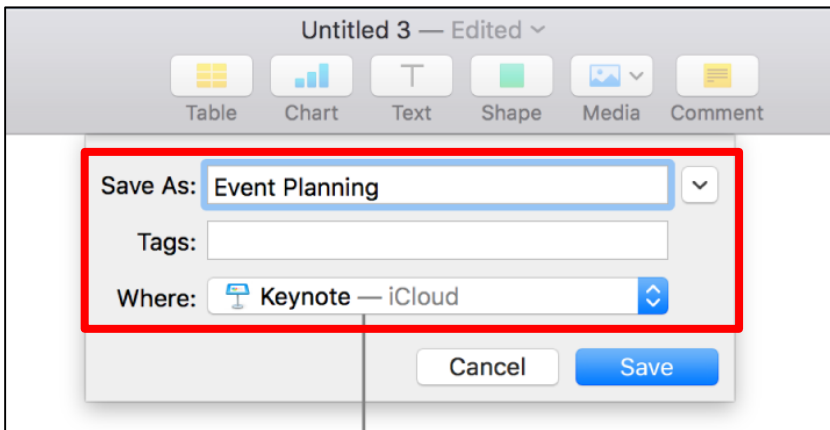 Untitled 3 — Edited
Table Chart Text Shape Media Comment
Save As: Event Planning
Tags:
Where: Keynote — iCloud
Cancel Save